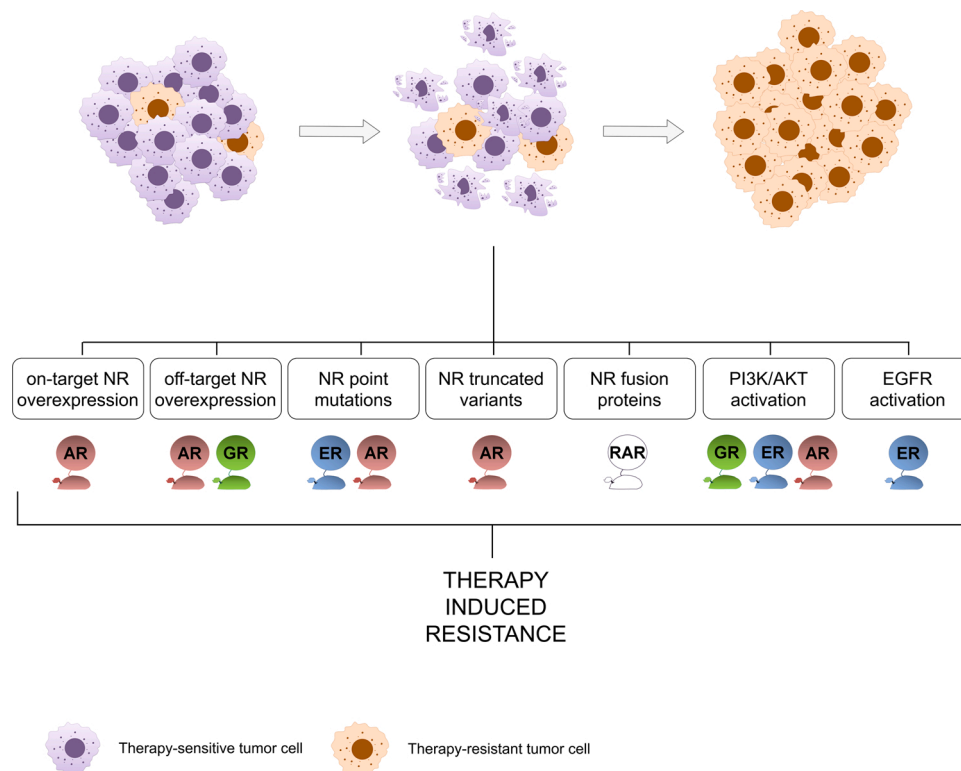 on-target NR
overexpression
off-target NR
overexpression
NR point
mutations
NR truncated
variants
NR fusion
proteins
PI3K/AKT
activation
EGFR
activation
AR
AR
GR
ER
AR
AR
RAR
GR
ER
AR
ER
THERAPY
INDUCED
RESISTANCE
Therapy-sensitive tumor cell
Therapy-resistant tumor cell